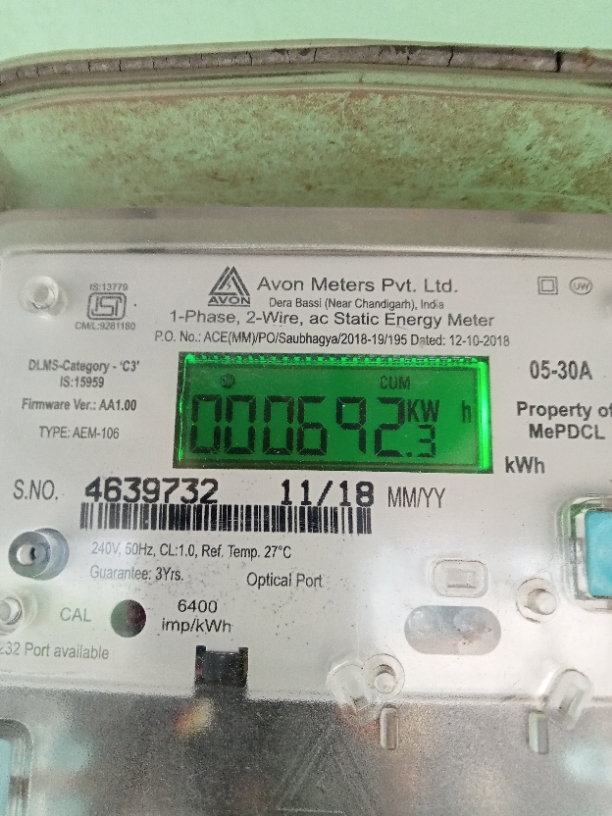 IS:13779
CM/L:9281180
AVON
Avon Meters Pvt. Ltd.
Dera Bassi (Near Chandigarh), India
1-Phase, 2-Wire, ac Static Energy Meter
P.O. No.: ACE(MM)/PO/Saubhagya/2018-19/195 Dated: 12-10-2018
DLMS-Category - 'C3'
IS:15959
Firmware Ver.: AA1.00
TYPE: AEM-106
CUM
000692.3 KW h
kWh
05-30A
Property of
MePDCL
S.NO. 4639732 11/18 MM/YY
240V, 50Hz, CL:1.0, Ref. Temp. 27°C
Guarantee: 3Yrs.
Optical Port
CAL
6400
imp/kWh
232 Port available